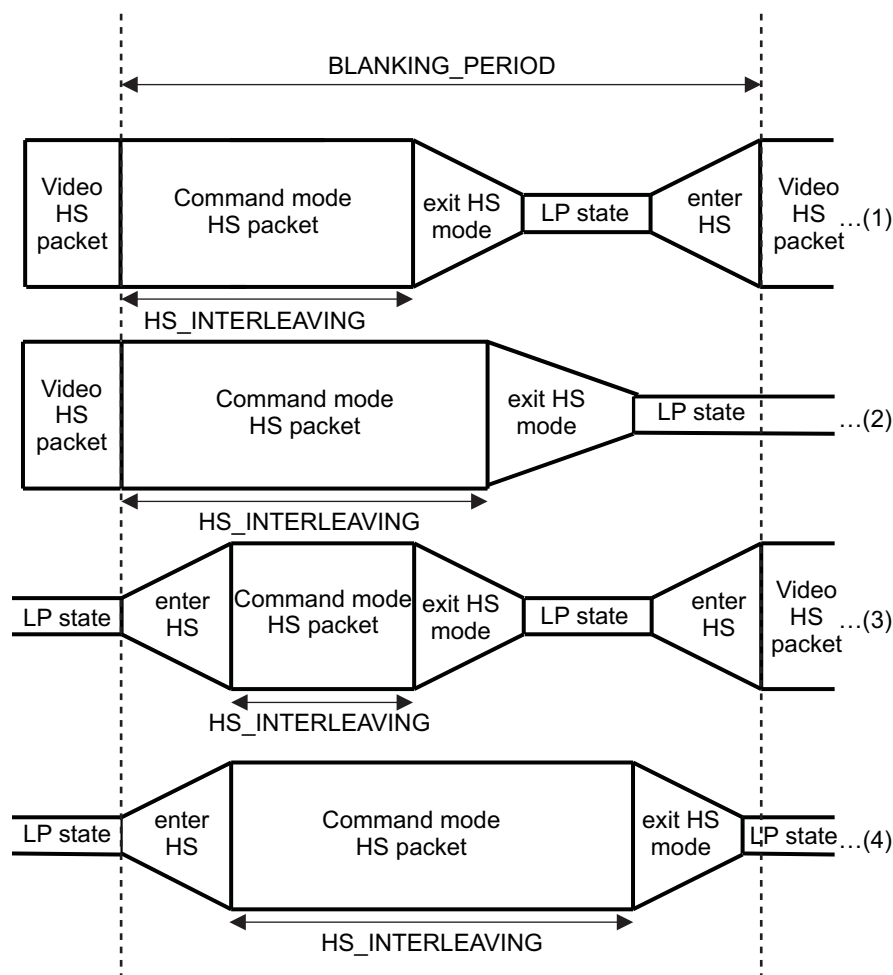 BLANKING_PERIOD
Video
HS
packet
Command mode
HS packet
exit HS
mode
LP state
enter
HS
Video
HS
packet
…(1)
HS_INTERLEAVING
Video
HS
packet
Command mode
HS packet
exit HS
mode
LP state
…(2)
HS_INTERLEAVING
LP state
enter
HS
Command mode
HS packet
exit HS
mode
LP state
enter
HS
Video
HS
packet
…(3)
HS_INTERLEAVING
LP state
enter
HS
Command mode
HS packet
exit HS
mode
LP state
…(4)
HS_INTERLEAVING